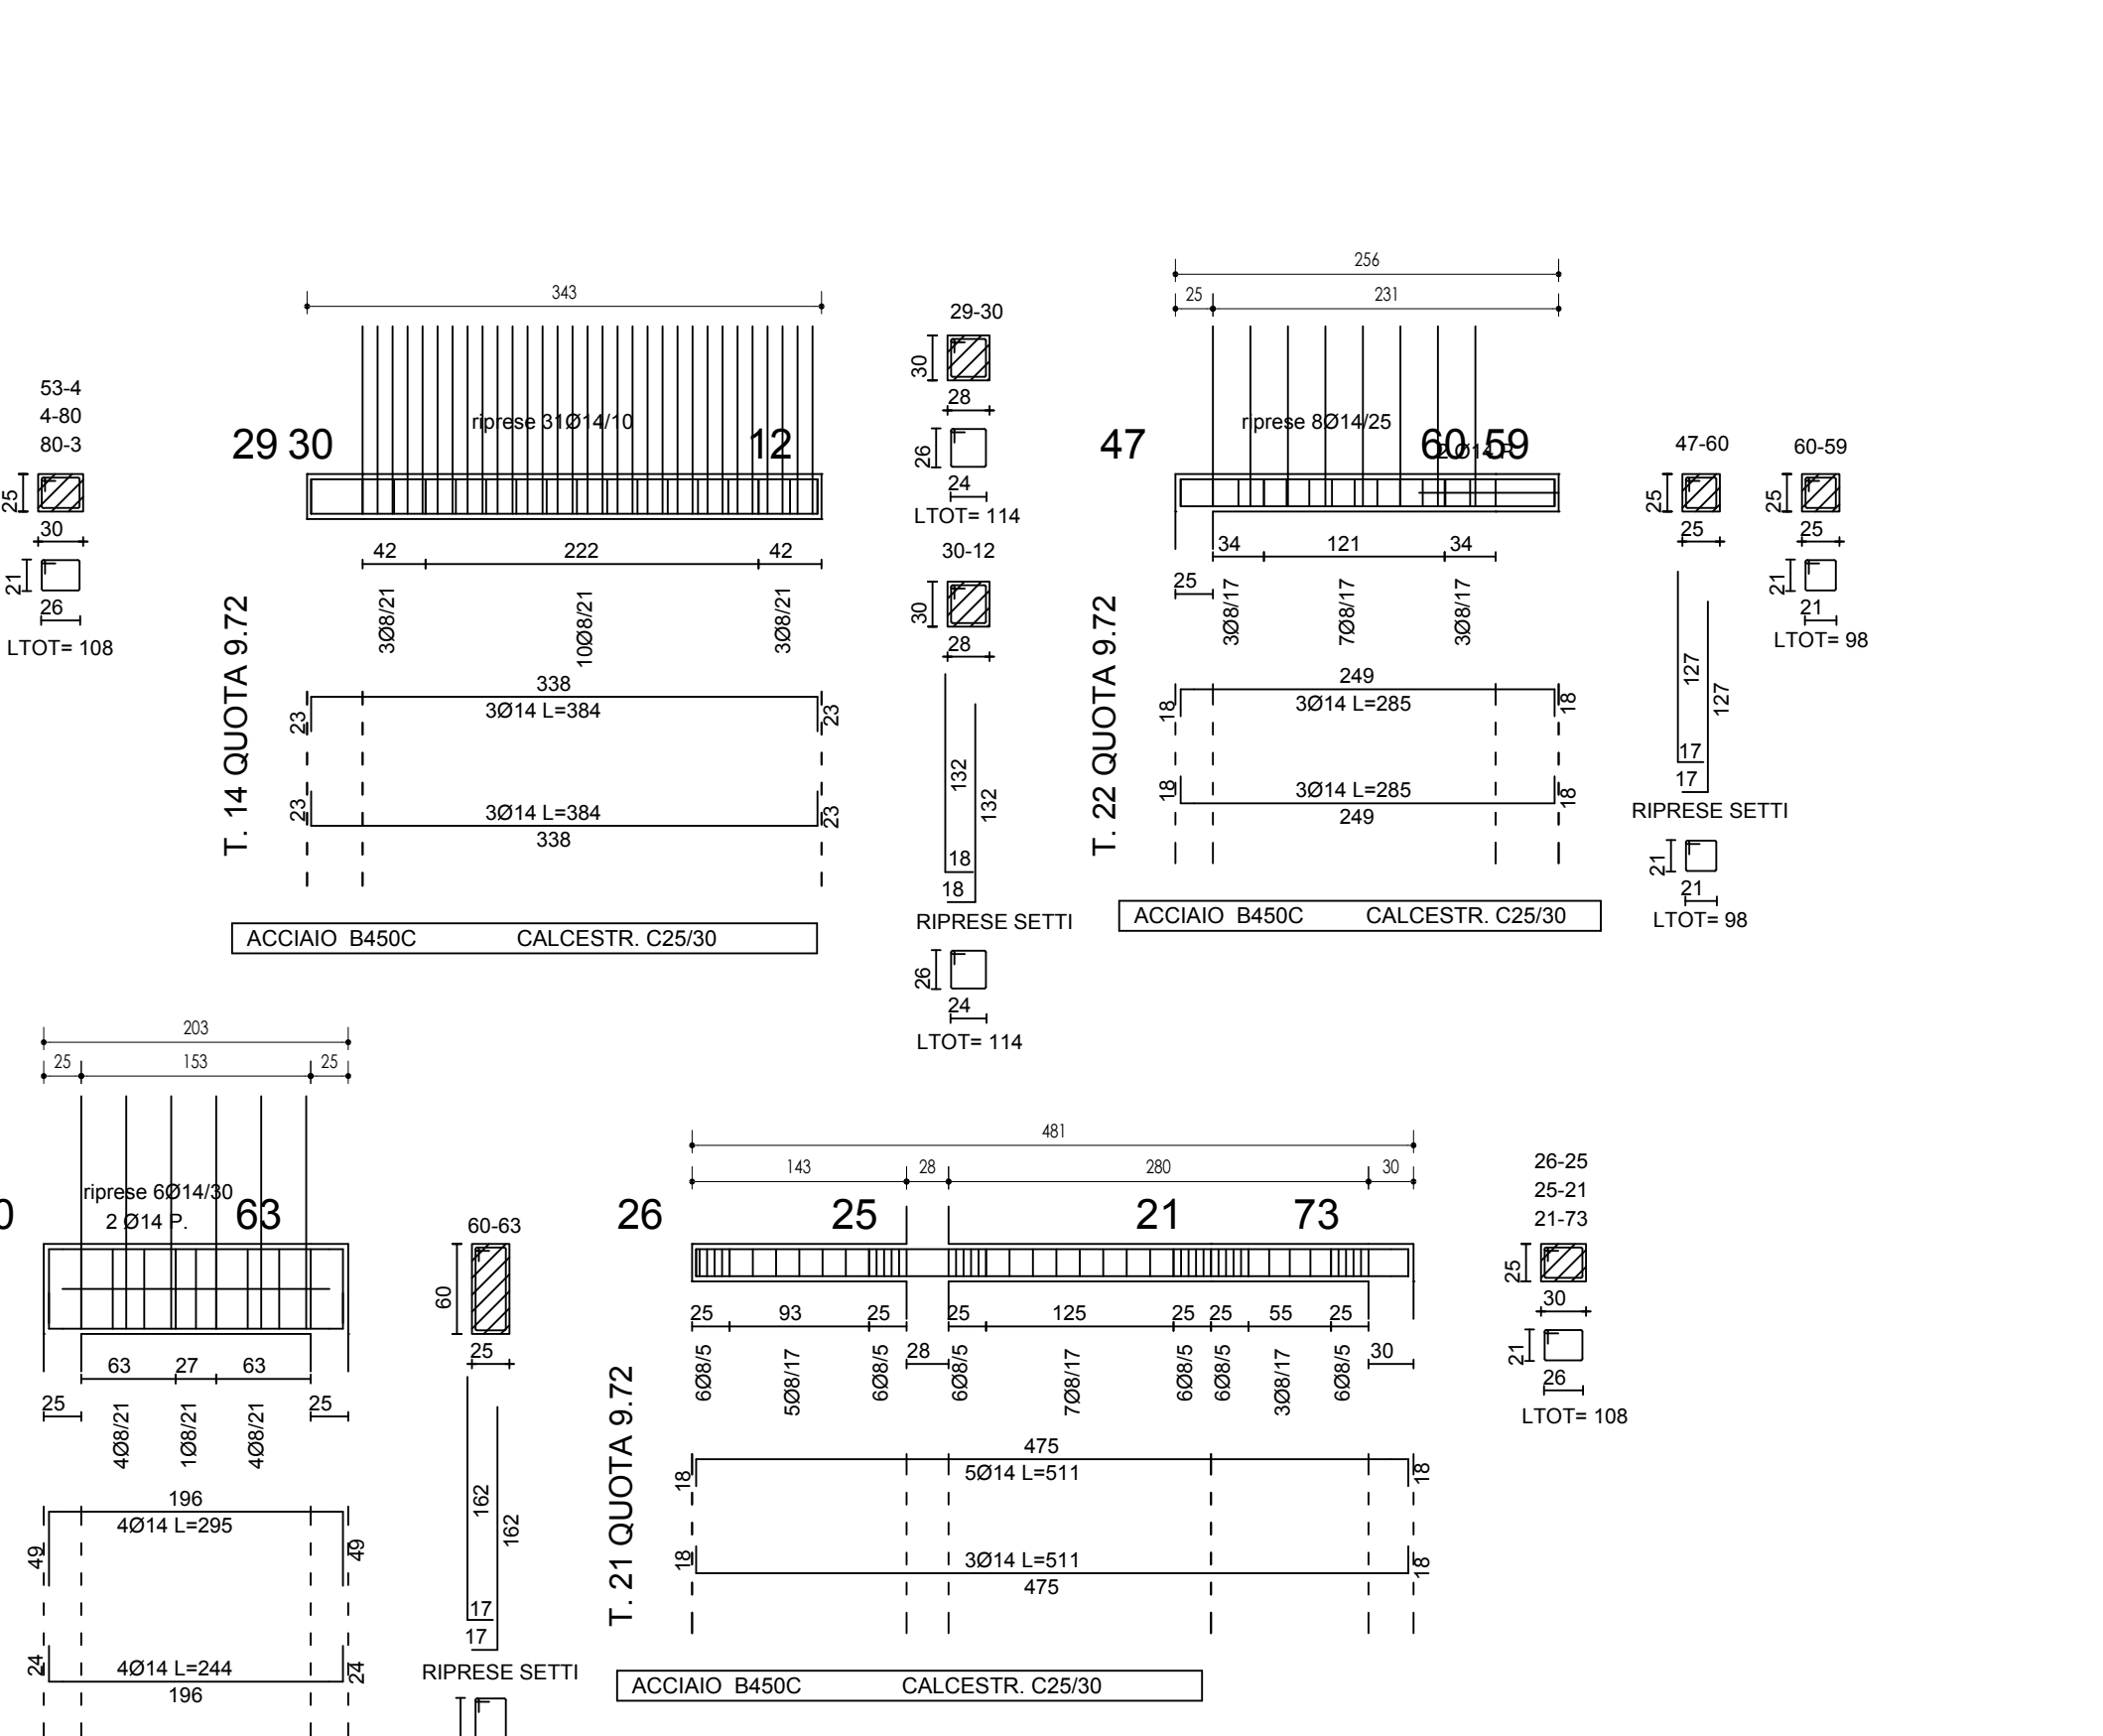 53-4
4-80
80-3
25
30
21
26
LTOT= 108
343
riprese 31Ø14/10
29 30
12
42
222
42
3Ø8/21
10Ø8/21
3Ø8/21
T. 14 QUOTA 9.72
338
3Ø14 L=384
23
23
3Ø14 L=384
338
23
23
ACCIAIO B450C CALCESTR. C25/30
29-30
30
28
26
24
LTOT= 114
30-12
30
28
132
132
18
18
RIPRESE SETTI
26
24
LTOT= 114
256
25
231
riprese 8Ø14/25
2 Ø14 P.
47
60 59
34
121
34
25
3Ø8/17
7Ø8/17
3Ø8/17
T. 22 QUOTA 9.72
249
3Ø14 L=285
18
18
3Ø14 L=285
249
18
18
ACCIAIO B450C CALCESTR. C25/30
47-60
25
25
127
127
17
17
RIPRESE SETTI
21
21
LTOT= 98
60-59
25
25
21
21
LTOT= 98
203
25
153
25
riprese 6Ø14/30
2 Ø14 P.
0
63
63
27
63
25
25
4Ø8/21
1Ø8/21
4Ø8/21
196
4Ø14 L=295
49
49
4Ø14 L=244
196
24
24
60-63
60
25
162
162
17
17
RIPRESE SETTI
481
143
28
280
30
26
25
21
73
25
93
25
25
125
25
25
55
25
28
30
6Ø8/5
5Ø8/17
6Ø8/5
6Ø8/5
7Ø8/17
6Ø8/5
6Ø8/5
3Ø8/17
6Ø8/5
T. 21 QUOTA 9.72
475
5Ø14 L=511
18
18
3Ø14 L=511
475
18
18
ACCIAIO B450C CALCESTR. C25/30
26-25
25-21
21-73
25
30
21
26
LTOT= 108